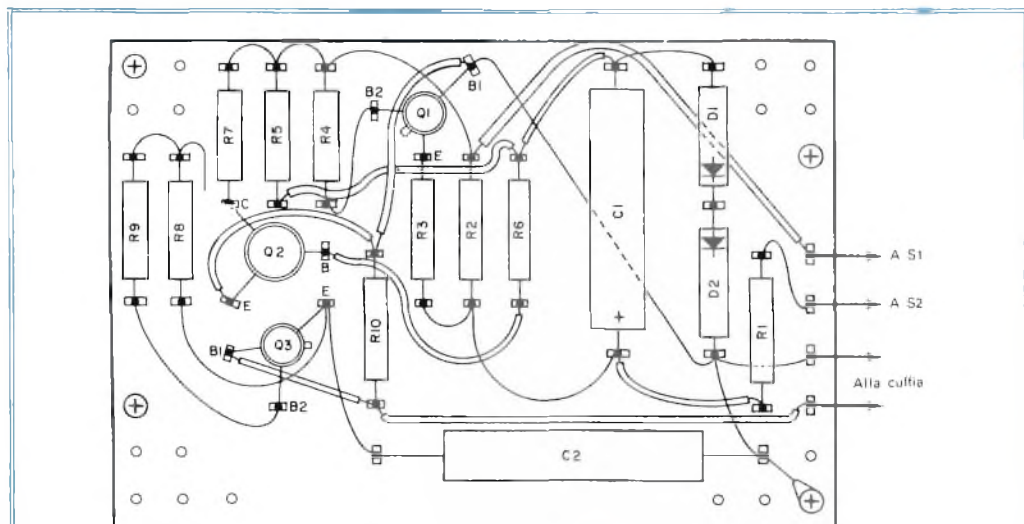 B2
Q1
B1
D1
R7
R5
R4
E
C
R9
R8
Q2
B
R3
R2
R6
C1
D2
A S1
E
E
R10
+
R1
A S2
B1
Q3
Alla cuffia
B2
C2